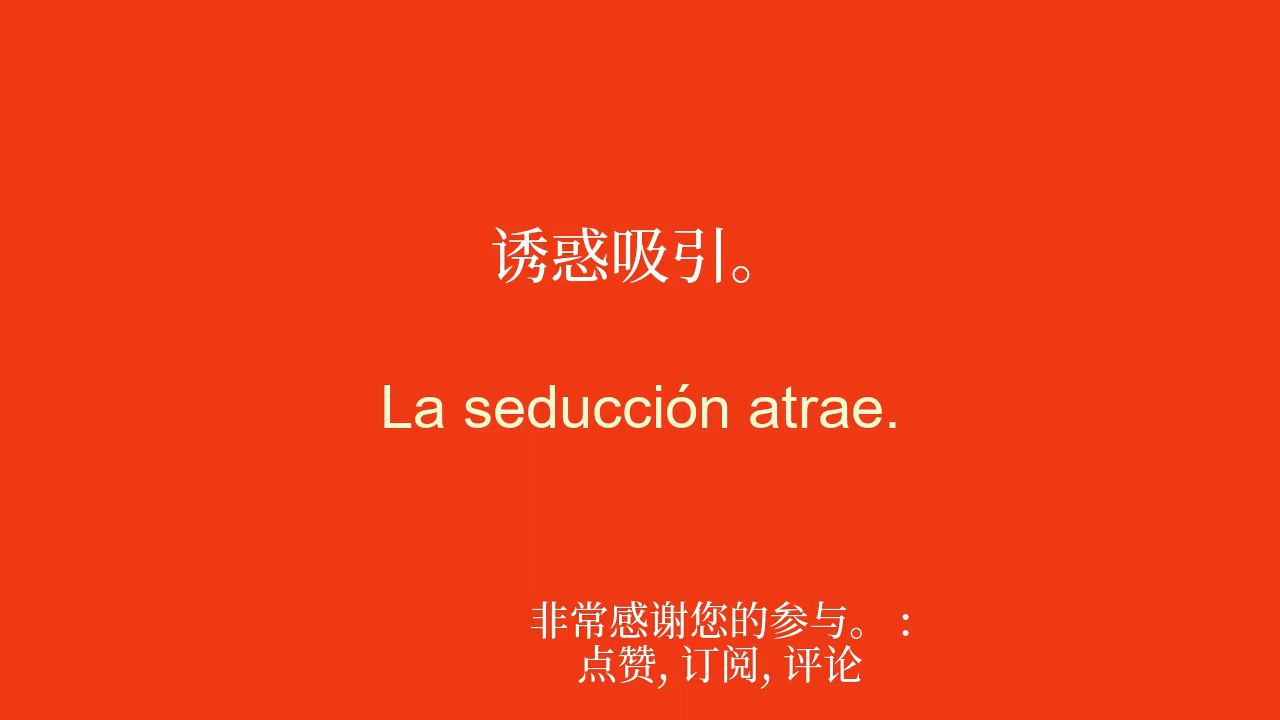 诱惑吸引。
La seducción atrae.
非常感谢您的参与。 :
点赞, 订阅, 评论